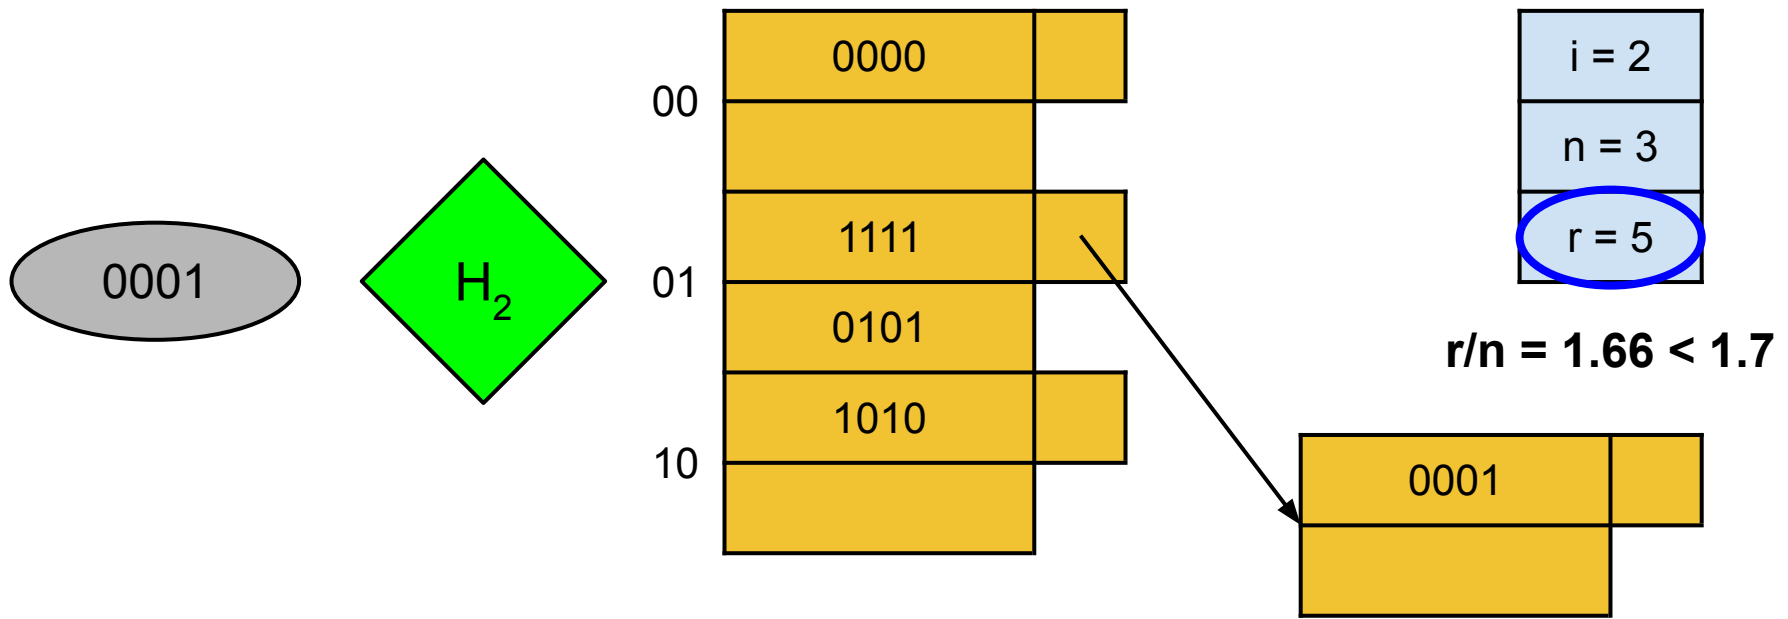 0001
H2
00
01
10
0000
1111
0101
1010
i = 2
n = 3
r = 5
r/n = 1.66 < 1.7
0001